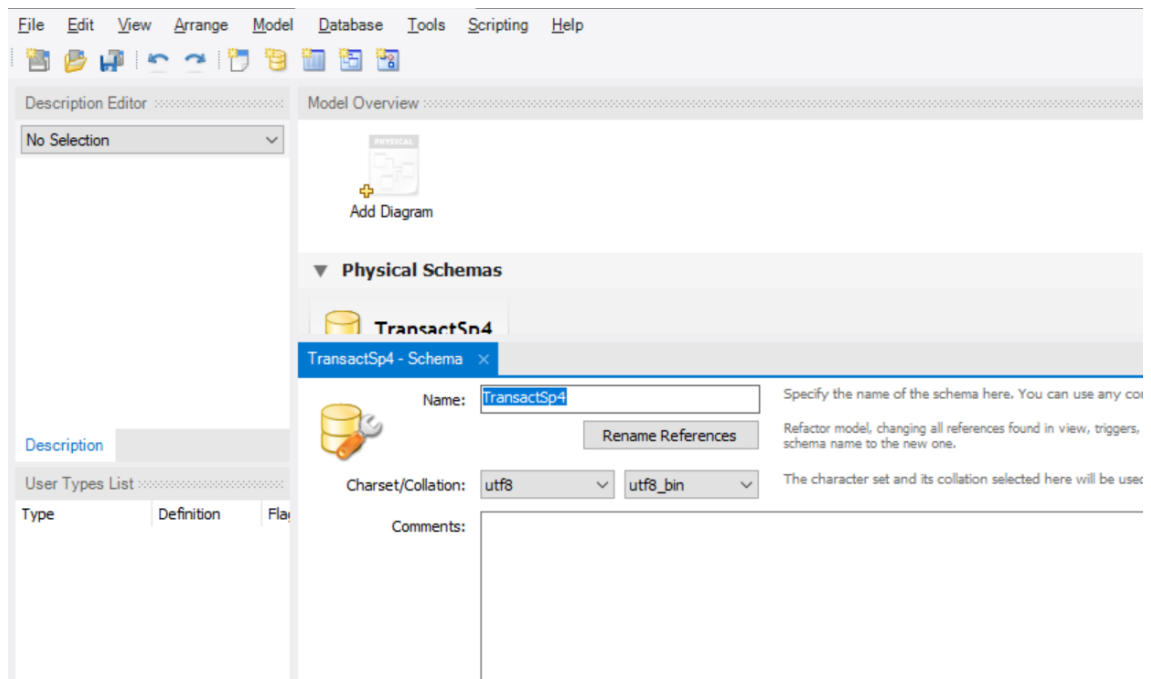 File Edit View Arrange Model Database Tools Scripting Help
Description Editor
Model Overview
No Selection
PHYSICAL
Add Diagram
Physical Schemas
TransactSp4
TransactSp4 - Schema
Name: TransactSp4
Specify the name of the schema here. You can use any
Rename References
Refactor model, changing all references found in view, triggers,
schema name to the new one.
Description
User Types List
Charset/Collation: utf8 utf8_bin
The character set and its collation selected here will be
Type Definition
Comments: